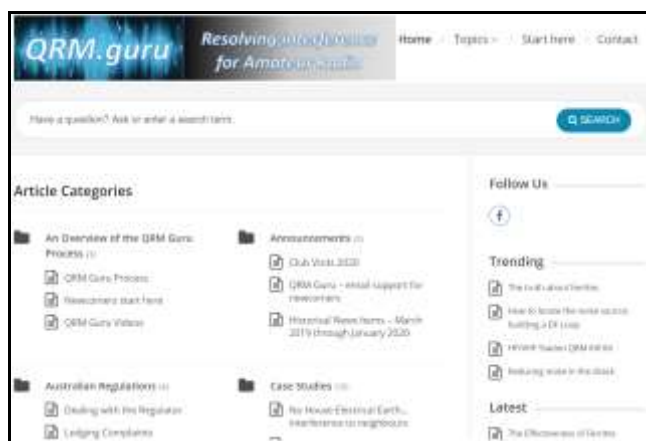 QRM.guru
Resolving interference
for Amateur Radio
Home
Topics
Start here
Contact
Have a question? Ask or enter a search term.
SEARCH
Article Categories
An Overview of the QRM Guru
Process
QRM Guru Process
Newcomers start here
QRM Guru Videos
Announcements
Club Visits 2020
QRM Guru - email support for
newcomers
Historical News Items – March
2019 through January 2020
Australian Regulations
Dealing with the Regulator
Lodging Complaints
Case Studies
No House Electrical Earth...
Interference to neighbours
Follow Us
Trending
The truth about ferrites
How to locate the noise source:
building a DF Loop
QRM
Reducing noise in the shack
Latest
The Effectiveness of Ferrites